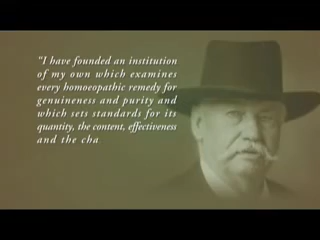 "I have founded an institution
of my own which examines
every homoeopathic remedy for
genuineness and purity and
which sets standards for its
quantity, the content, effectiveness
and the cha